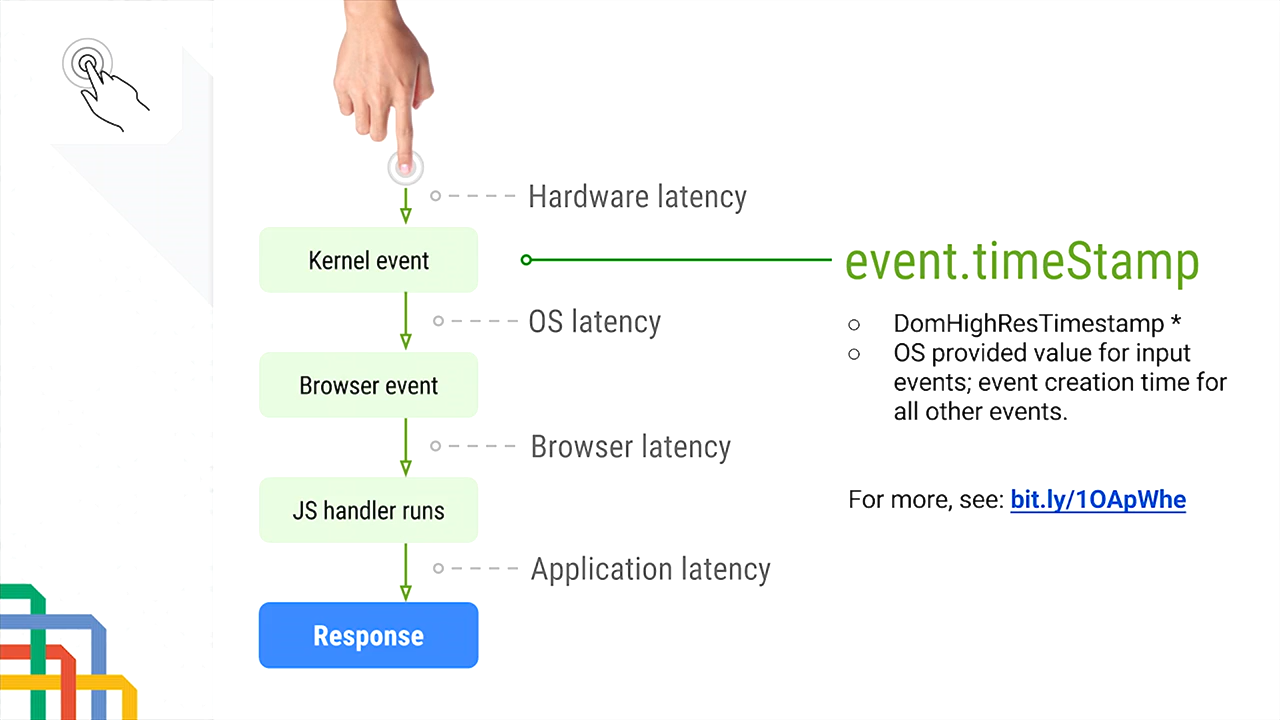 Hardware latency
Kernel event
event.timeStamp
○ DomHighResTimestamp *
○ OS provided value for input
events; event creation time for
all other events.
OS latency
Browser event
Browser latency
For more, see: bit.ly/1OApWhe
JS handler runs
Application latency
Response